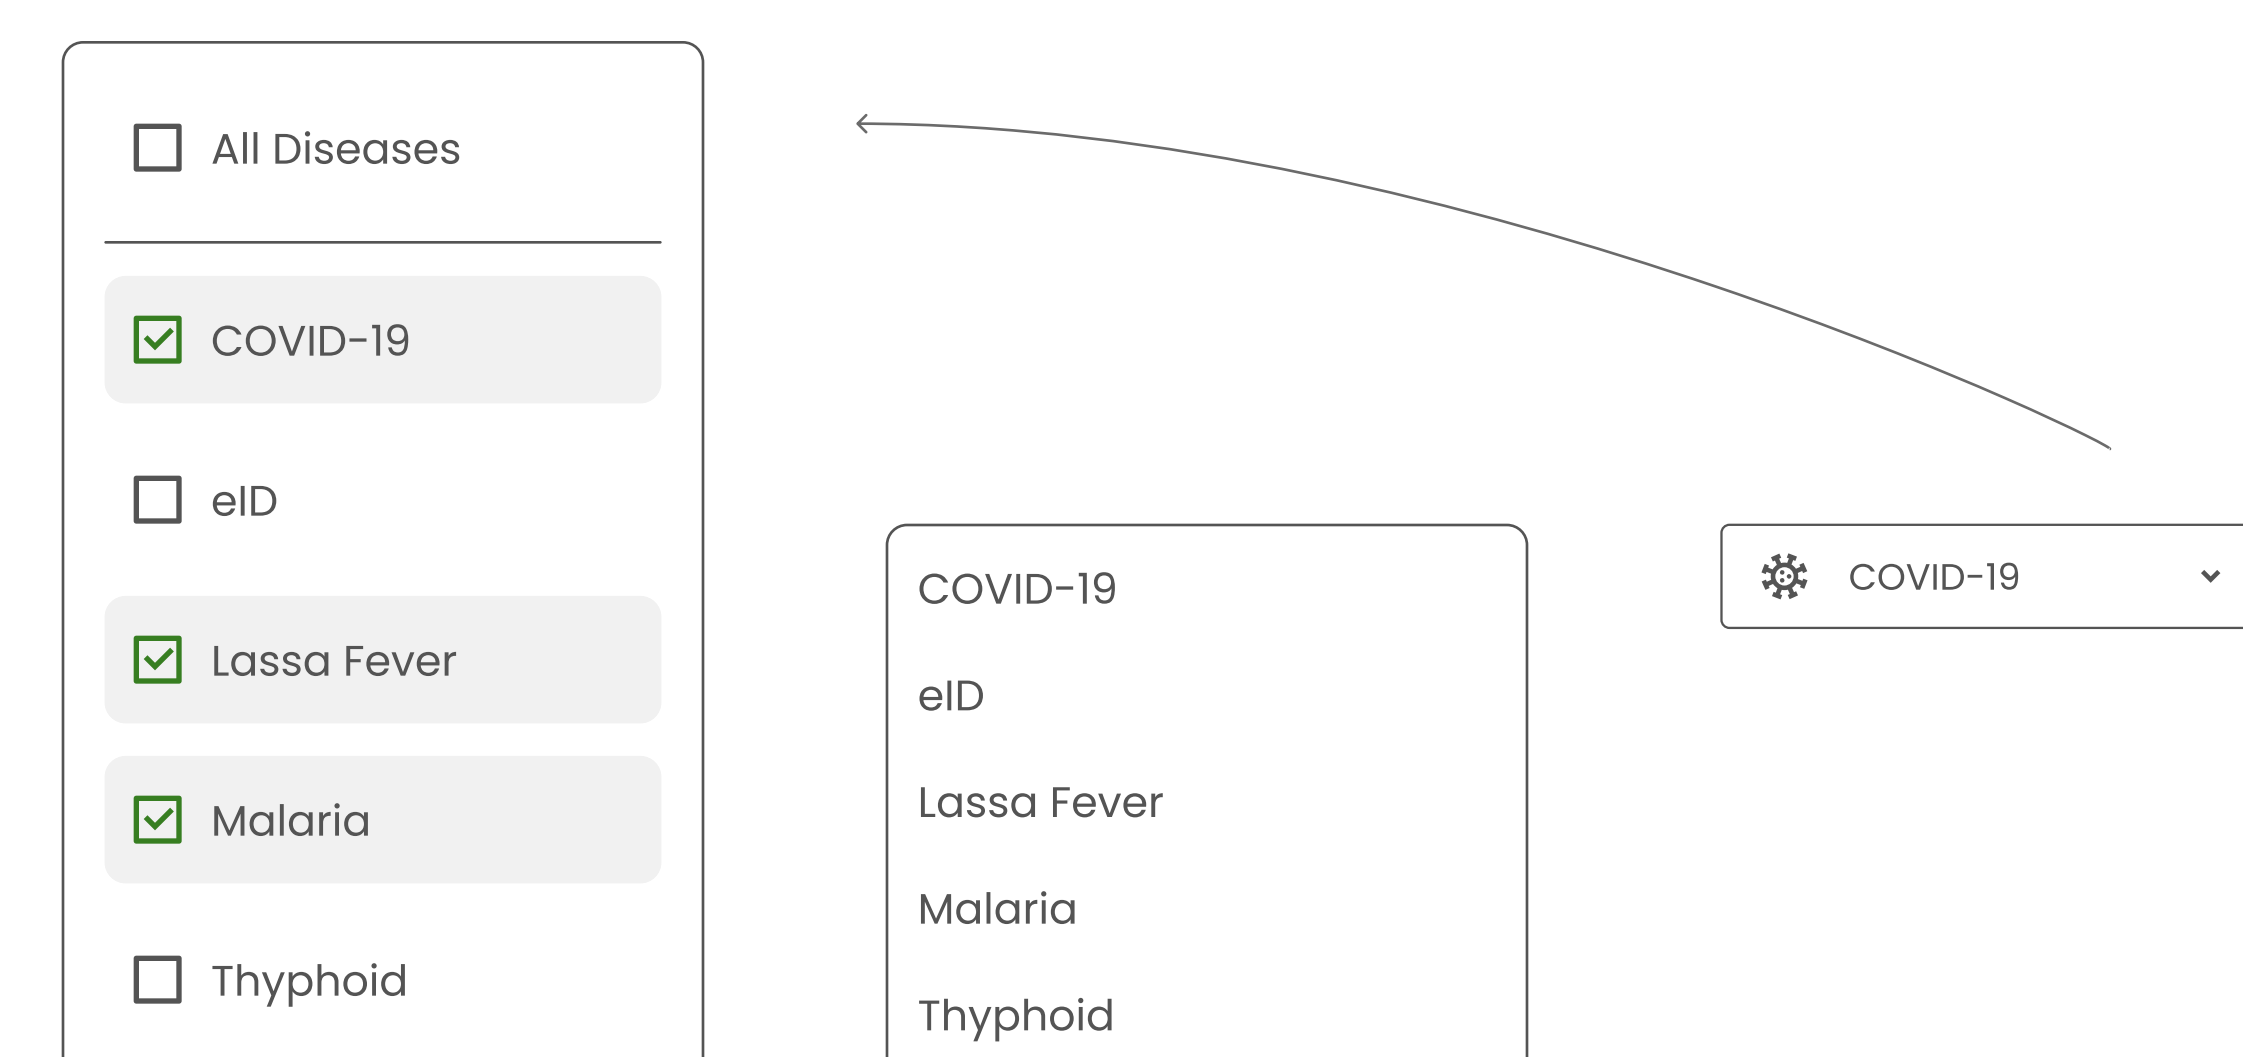 All Diseases
COVID-19
eID
Lassa Fever
Malaria
Thyphoid
COVID-19
eID
Lassa Fever
Malaria
Thyphoid
COVID-19